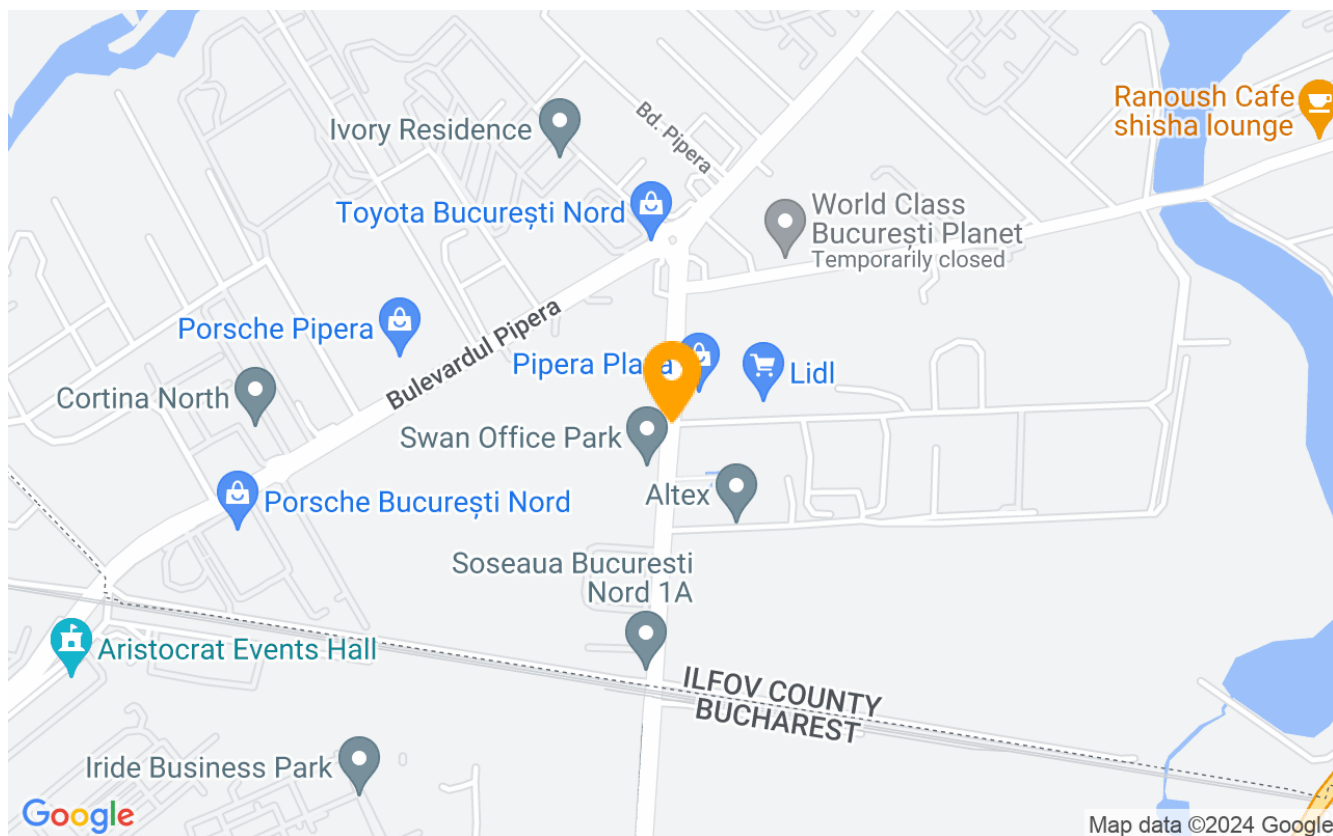 Ranoush Cafe
shisha lounge
Bd. Pipera
Ivory Residence
World Class
București Planet
Temporarily closed
Toyota București Nord
Bulevardul Pipera
Porsche Pipera
Pipera Pla
Lidl
Cortina North
Swan Office Park
Altex
Porsche București Nord
Soseaua Bucuresti
Nord 1A
Aristocrat Events Hall
ILFOV COUNTY
BUCHAREST
Iride Business Park
Google
Map data ©2024 Google